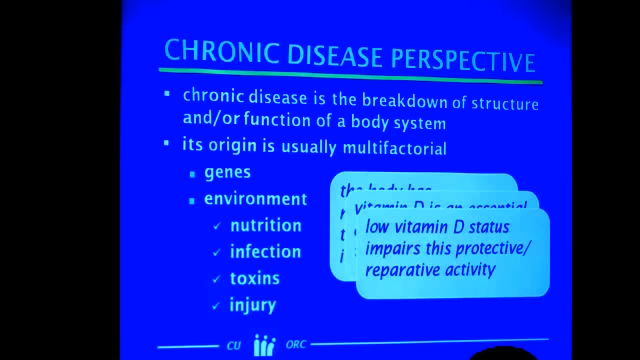 CHRONIC DISEASE PERSPECTIVE
chronic disease is the breakdown of structure
and/or function of a body system
its origin is usually multifactorial
genes
environment
nutrition
infection
toxins
injury
the body has
vitamin D is an essential
low vitamin D status
impairs this protective/
reparative activity
CU ORC